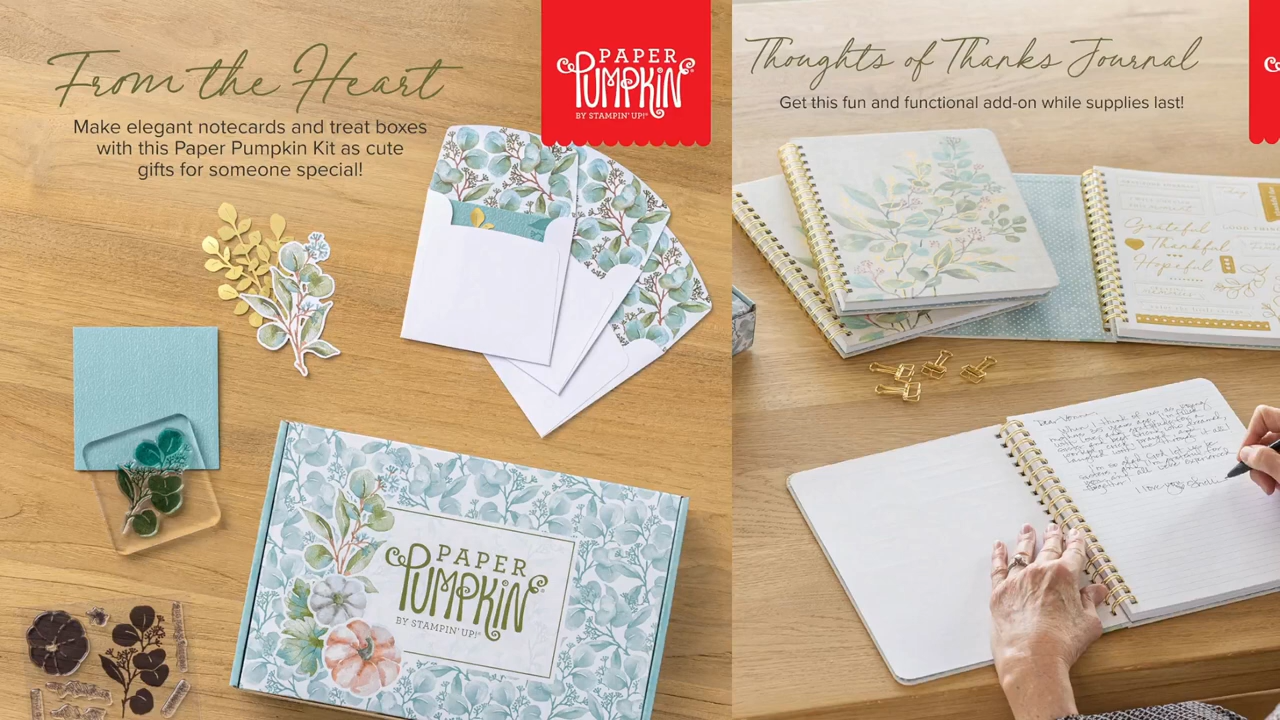 From the Heart
Make elegant notecards and treat boxes
with this Paper Pumpkin Kit as cute
gifts for someone special!
PAPER
PUMPKIN®
BY STAMPIN' UP!®
PAPER
PUMPKIN
BY STAMPIN' UP!®
Thoughts of Thanks Journal
Get this fun and functional add-on while supplies last!
Grateful
Thankful
Hopeful